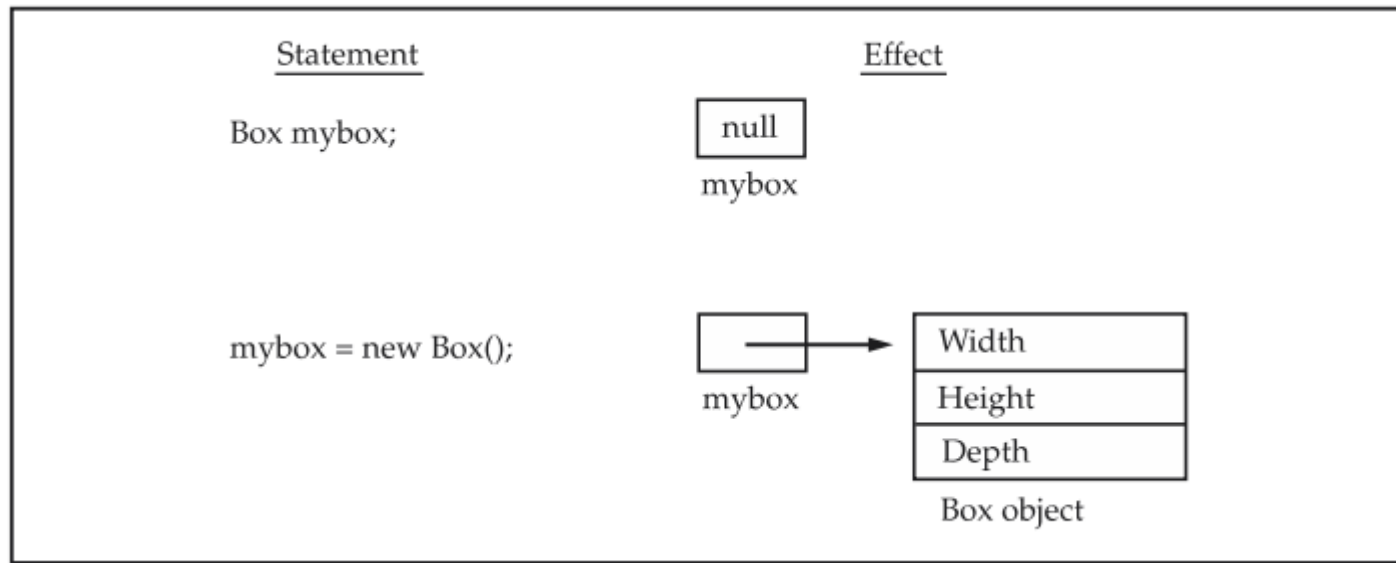 Statement
Effect
Box mybox;
null
mybox
mybox = new Box();
mybox
Width
Height
Depth
Box object